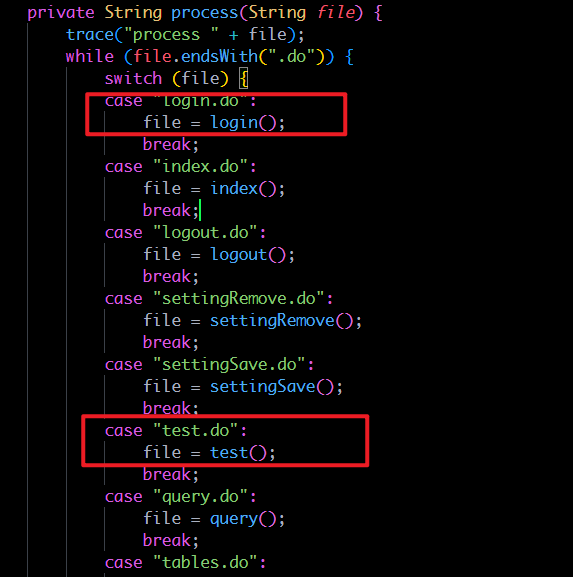 private String process(String file) {
trace("process " + file);
while (file.endsWith(".do")) {
switch (file) {
case "login.do":
file = login();
break;
case "index.do":
file = index();
break;
case "logout.do":
file = logout();
break;
case "settingRemove.do":
file = settingRemove();
break;
case "settingSave.do":
file = settingSave();
break;
case "test.do":
file = test();
break;
case "query.do":
file = query();
break;
case "tables.do":